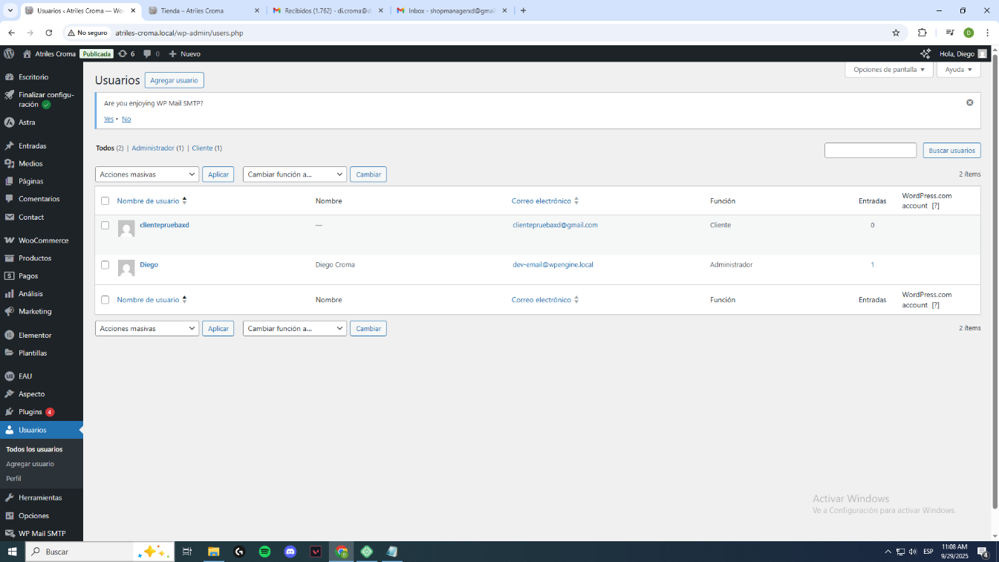 Usuarios ‹ Atriles Croma — Wo
Tienda – Atriles Croma
Recibidos (1.762) - di.croma@d
Inbox - shopmanagerxd@gmail
No seguro
atriles-croma.local/wp-admin/users.php
D
Atriles Croma
Publicada
6
0
Nuevo
Hola, Diego
Escritorio
Finalizar configu-
ración
Astra
Entradas
Medios
Páginas
Comentarios
Contact
WooCommerce
Productos
Pagos
Análisis
Marketing
Elementor
Plantillas
EAU
Aspecto
Plugins 4
Usuarios
Todos los usuarios
Agregar usuario
Perfil
Herramientas
Opciones
WP Mail SMTP
Opciones de pantalla
Ayuda
Usuarios
Agregar usuario
Are you enjoying WP Mail SMTP?
Yes • No
Todos (2) | Administrador (1) | Cliente (1)
Buscar usuarios
Acciones masivas
Aplicar
Cambiar función a...
Cambiar
2 ítems
Nombre de usuario
Nombre
Correo electrónico
Función
Entradas
WordPress.com
account [?]
clientepruebaxd
—
clientepruebaxd@gmail.com
Cliente
0
Diego
Diego Croma
dev-email@wpengine.local
Administrador
1
Nombre de usuario
Nombre
Correo electrónico
Función
Entradas
WordPress.com
account [?]
Acciones masivas
Aplicar
Cambiar función a...
Cambiar
2 ítems
Activar Windows
Ve a Configuración para activar Windows.
Buscar
ESP
11:08 AM
9/29/2025
4